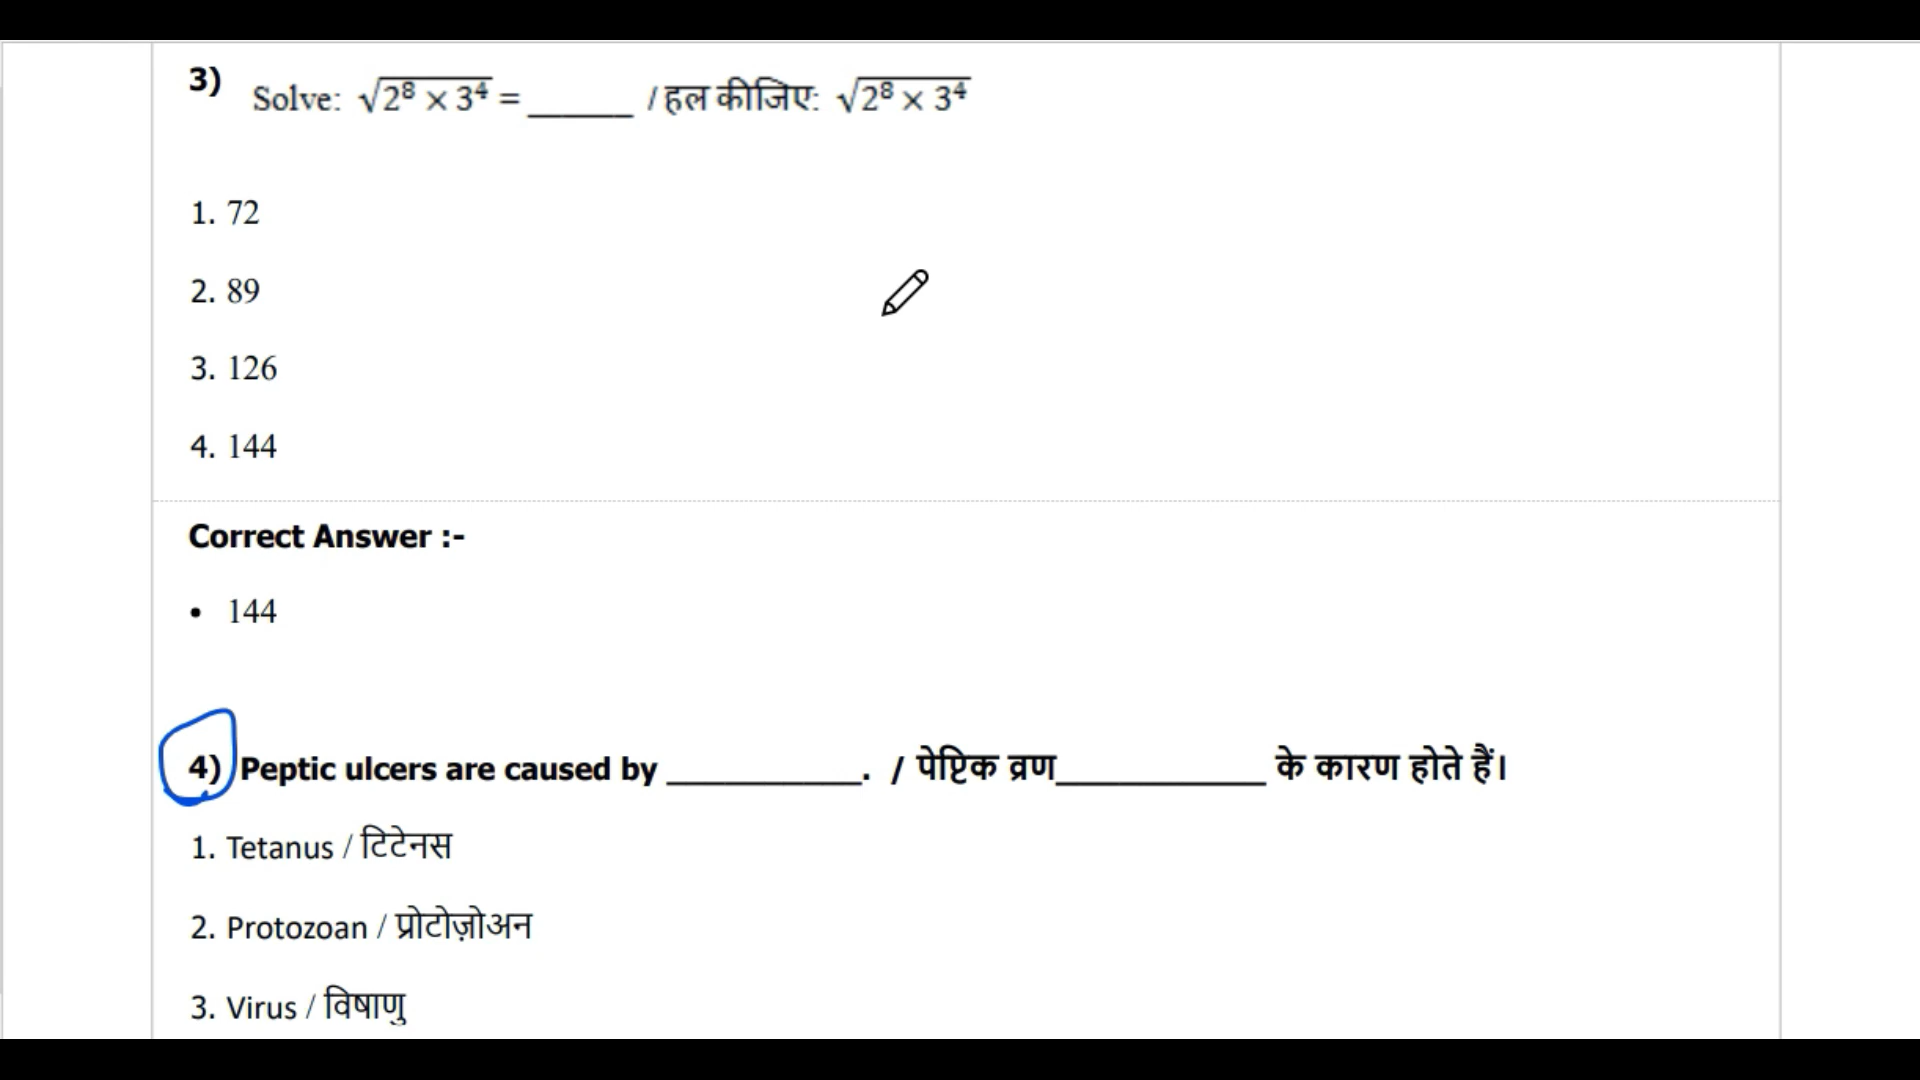 3) Solve: √2⁸ × 3⁴ = ______ / हल कीजिए: √2⁸ × 3⁴
1. 72
2. 89
3. 126
4. 144
Correct Answer :-
• 144
4) Peptic ulcers are caused by ___________. / पेप्टिक व्रण____________ के कारण होते हैं।
1. Tetanus / टिटेनस
2. Protozoan / प्रोटोज़ोअन
3. Virus / विषाणु